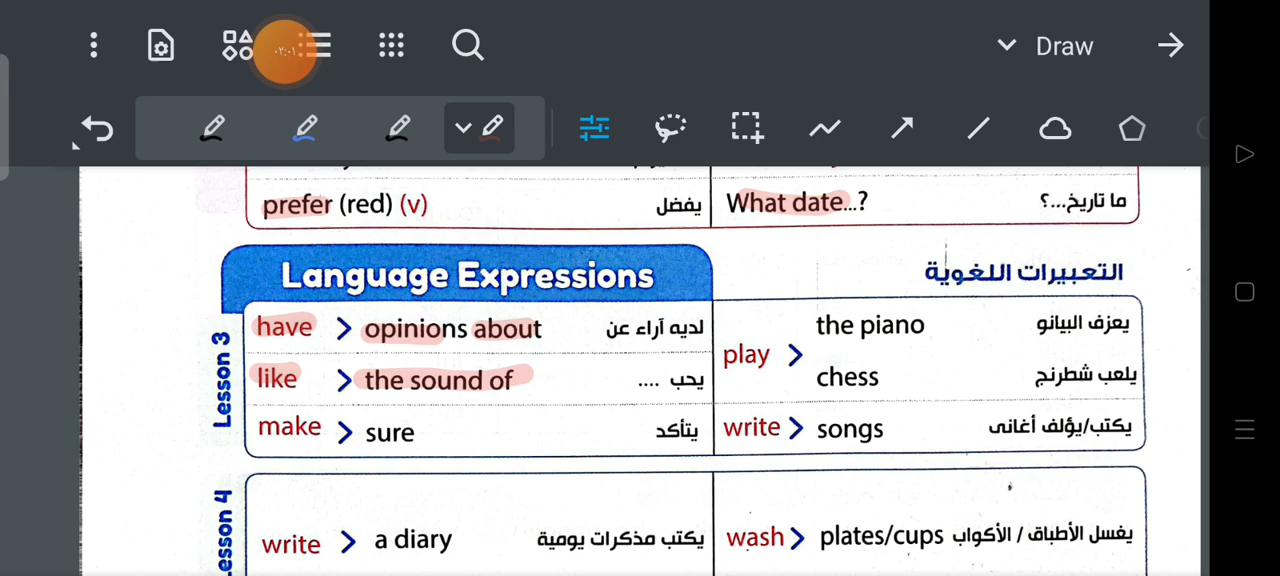 ٠٢:٠١
Draw
prefer (red) (v) يفضل
What date...? ما تاريخ...؟
Language Expressions التعبيرات اللغوية
Lesson 3
have > opinions about لديه آراء عن
like > the sound of يحب ....
make > sure يتأكد
play >
the piano يعزف البيانو
chess يلعب شطرنج
write > songs يكتب/يؤلف أغانى
Lesson 4
write > a diary يكتب مذكرات يومية
wash > plates/cups يغسل الأطباق / الأكواب